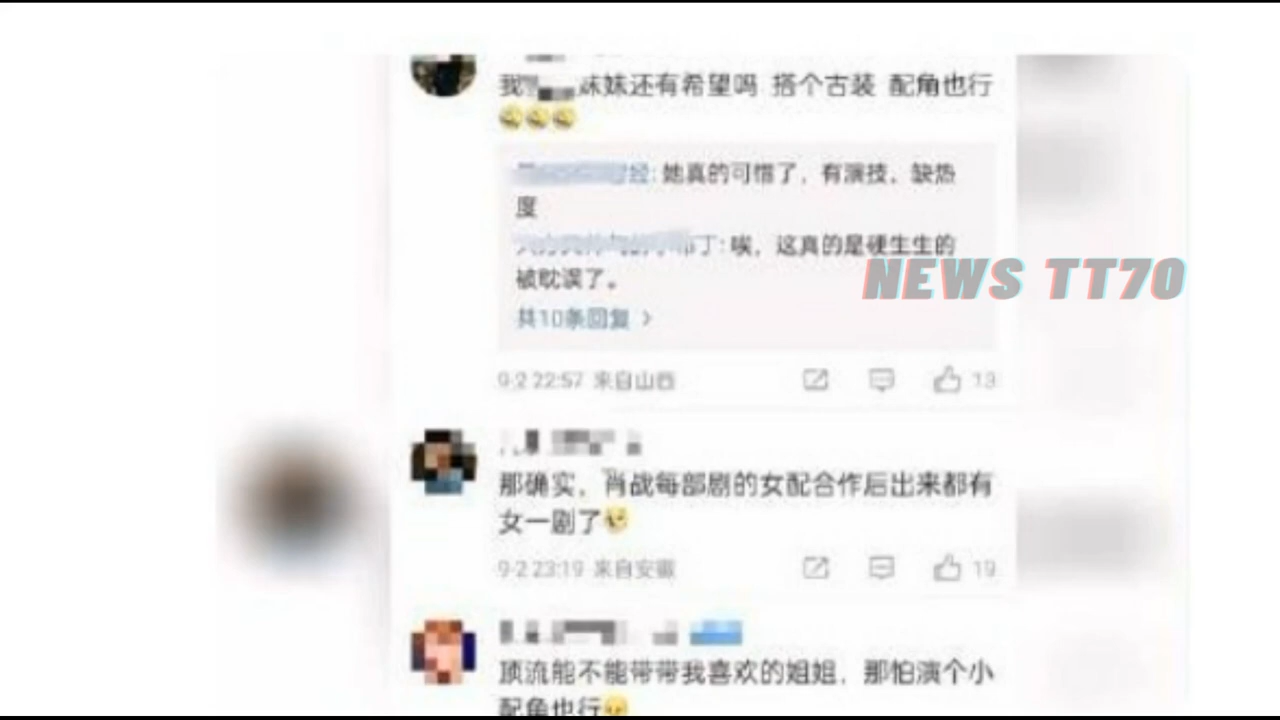 我
妹妹还有希望吗 搭个古装 配角也行
她真的可惜了，有演技，缺热
度
丁:唉，这真的是硬生生的
被耽误了。
共10条回复 >
NEWS TT70
9-2 22:57 来自山西
13
那确实，肖战每部剧的女配合作后出来都有
女一剧了
9-2 23:19 来自安徽
19
顶流能不能带带我喜欢的姐姐，那怕演个小
配角也行